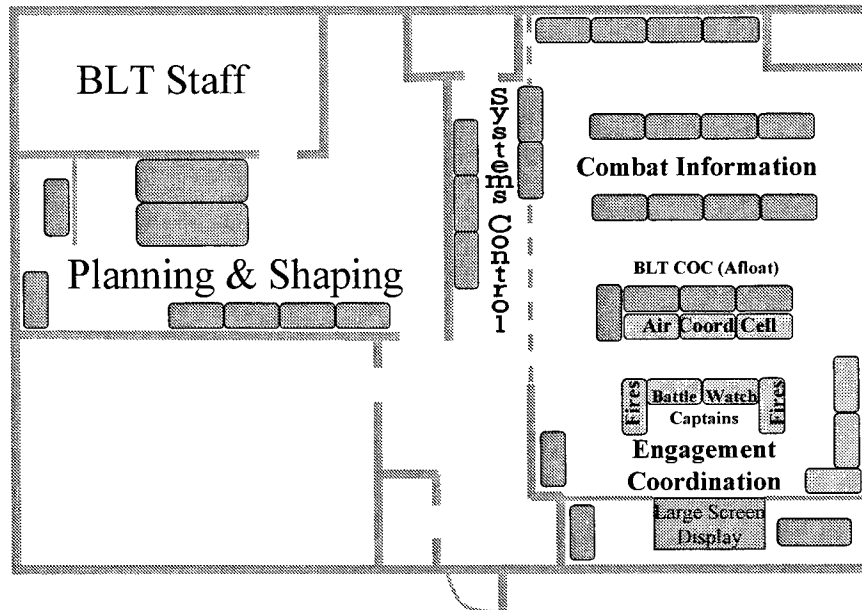 BLT Staff
Planning & Shaping
Systems Control
Combat Information
BLT COC (Afloat)
Air Coord Cell
Fires
Battle Watch
Fires
Captains
Engagement
Coordination
Large Screen
Display